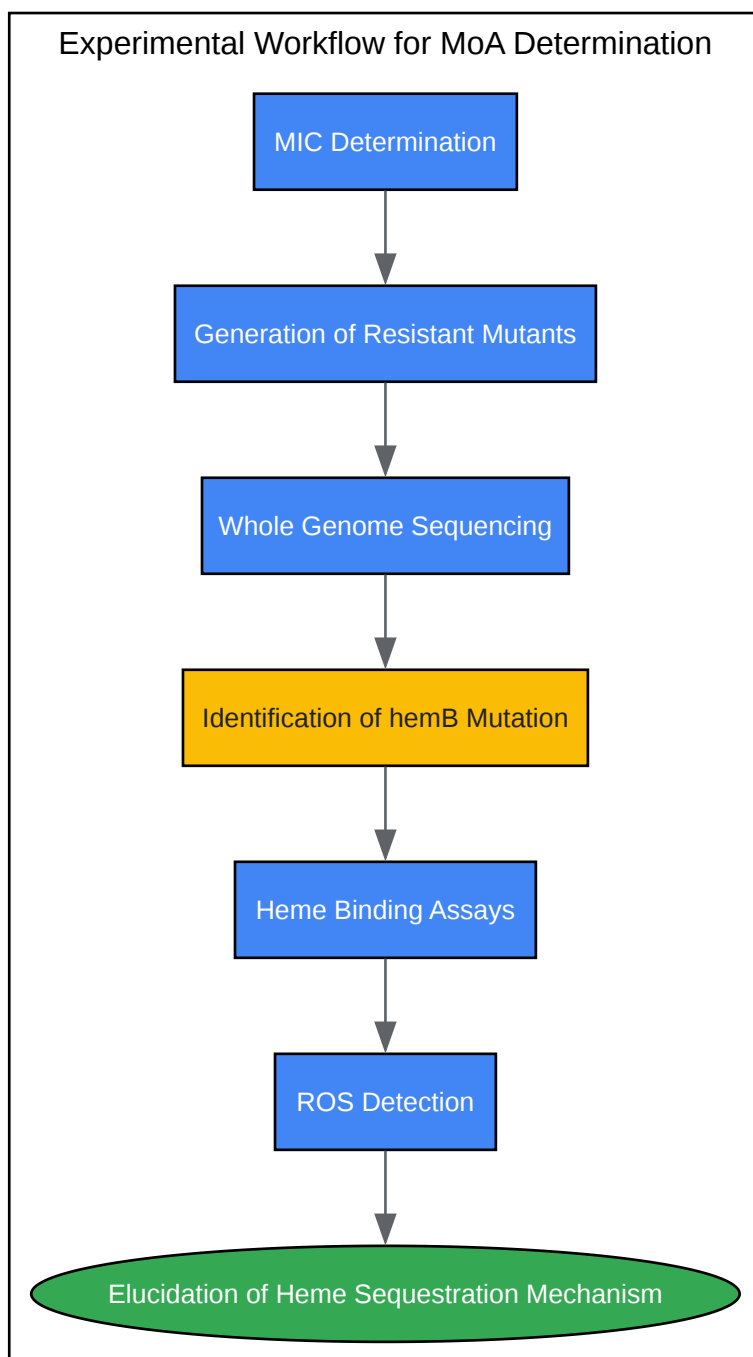 Experimental Workflow for MoA Determination
MIC Determination
Generation of Resistant Mutants
Whole Genome Sequencing
Identification of hemB Mutation
Heme Binding Assays
ROS Detection
Elucidation of Heme Sequestration Mechanism